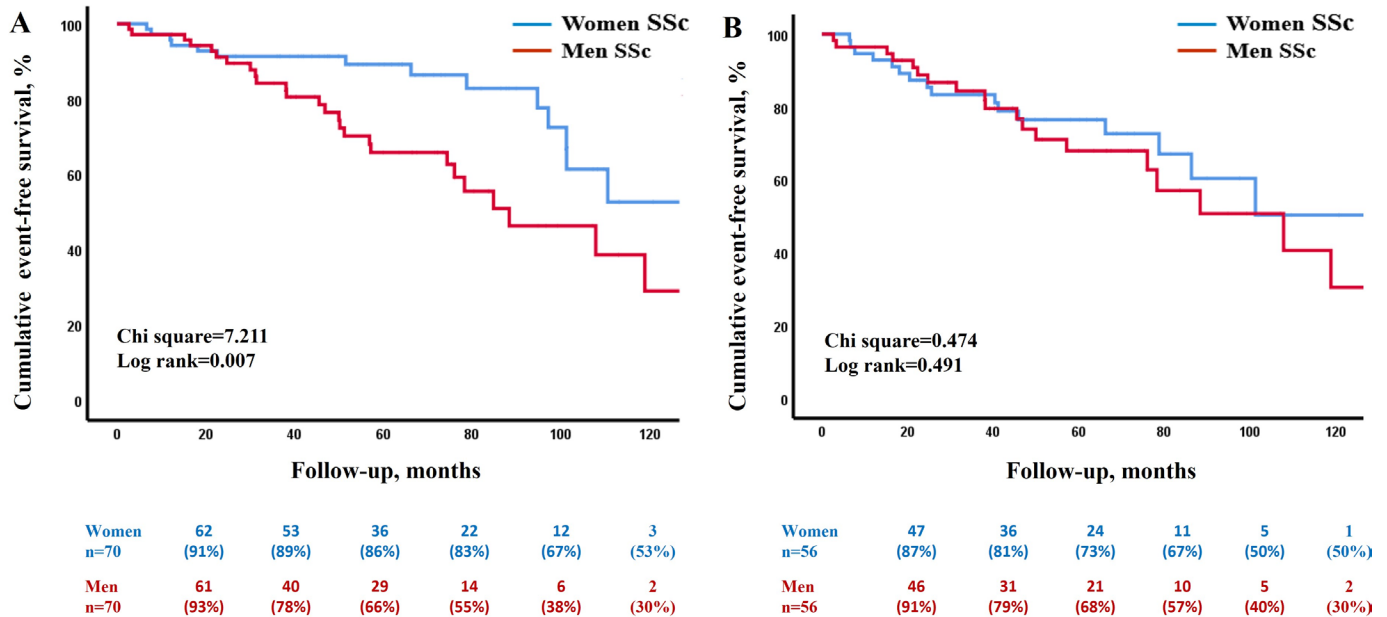 A
Women SSc
Men SSc
Cumulative event-free survival, %
100
80
60
40
20
0
Chi square=7.211
Log rank=0.007
0 20 40 60 80 100 120
Follow-up, months
Women 62 53 36 22 12 3
n=70 (91%) (89%) (86%) (83%) (67%) (53%)
Men 61 40 29 14 6 2
n=70 (93%) (78%) (66%) (55%) (38%) (30%)
B
Women SSc
Men SSc
Cumulative event-free survival, %
100
80
60
40
20
0
Chi square=0.474
Log rank=0.491
0 20 40 60 80 100 120
Follow-up, months
Women 47 36 24 11 5 1
n=56 (87%) (81%) (73%) (67%) (50%) (50%)
Men 46 31 21 10 5 2
n=56 (91%) (79%) (68%) (57%) (40%) (30%)